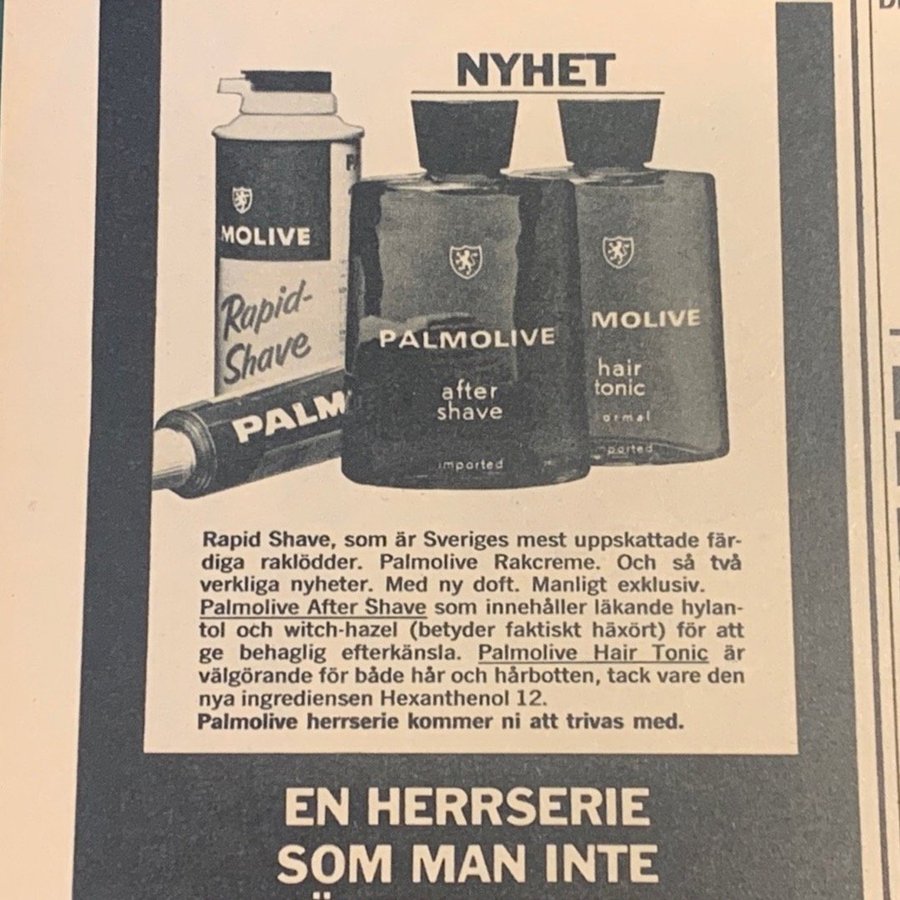 NYHET
MOLIVE
Rapid-
Shave
PALM
PALMOLIVE
after
shave
imported
MOLIVE
hair
tonic
ormal
ported
Rapid Shave, som är Sveriges mest uppskattade fär-
diga raklödder. Palmolive Rakcreme. Och så två
verkliga nyheter. Med ny doft. Manligt exklusiv.
Palmolive After Shave som innehåller läkande hylan-
tol och witch-hazel (betyder faktiskt häxört) för att
ge behaglig efterkänsla. Palmolive Hair Tonic är
välgörande för både hår och hårbotten, tack vare den
nya ingrediensen Hexanthenol 12.
Palmolive herrserie kommer ni att trivas med.
EN HERRSERIE
SOM MAN INTE